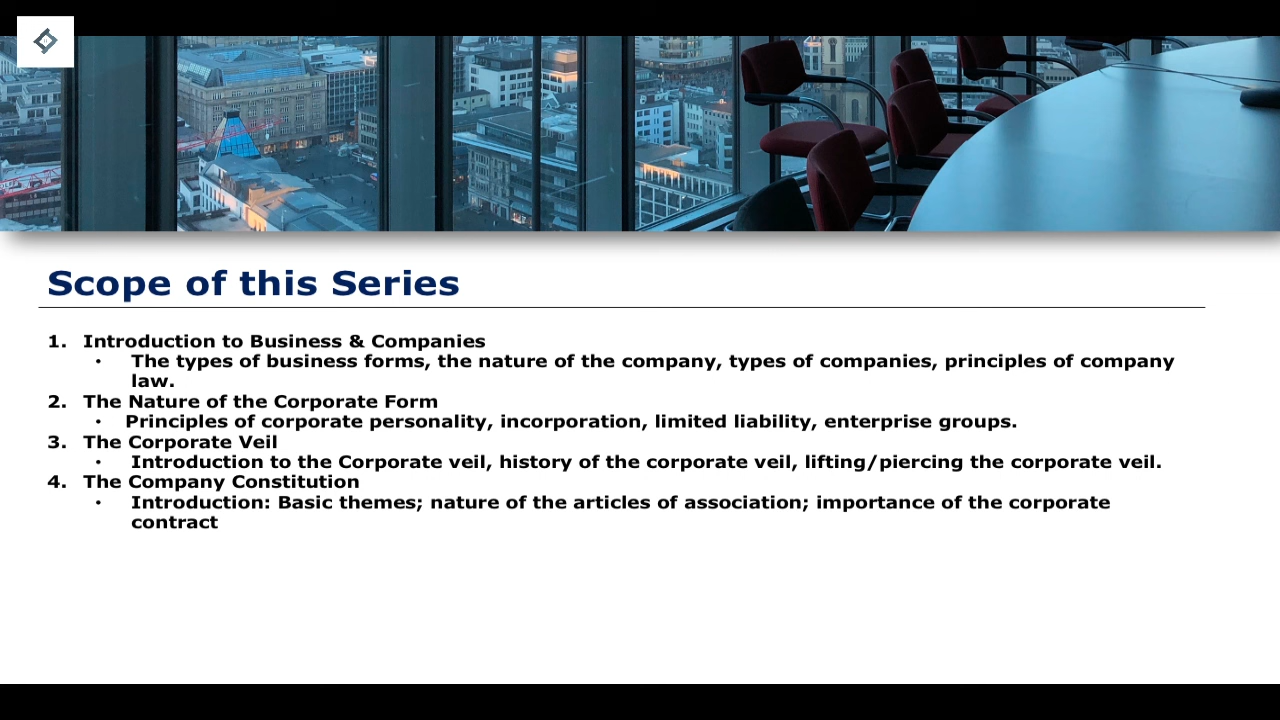 Scope of this Series
1. Introduction to Business & Companies
• The types of business forms, the nature of the company, types of companies, principles of company
law.
2. The Nature of the Corporate Form
• Principles of corporate personality, incorporation, limited liability, enterprise groups.
3. The Corporate Veil
• Introduction to the Corporate veil, history of the corporate veil, lifting/piercing the corporate veil.
4. The Company Constitution
• Introduction: Basic themes; nature of the articles of association; importance of the corporate
contract